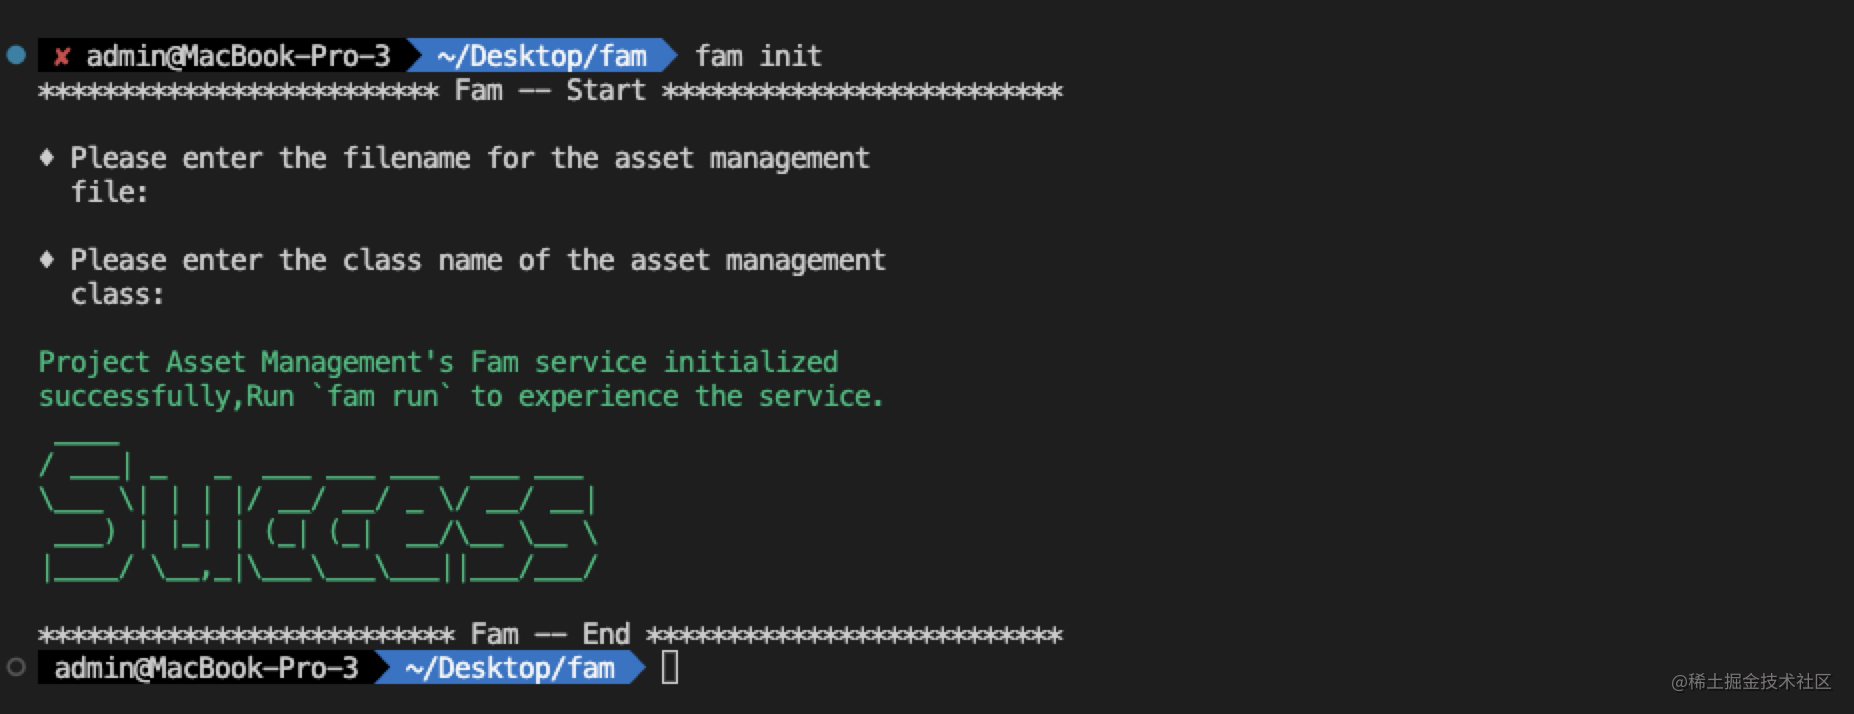 ✘ admin@MacBook-Pro-3 ~/Desktop/fam fam init
************************* Fam -- Start *************************
♦ Please enter the filename for the asset management
file:
♦ Please enter the class name of the asset management
class:
Project Asset Management's Fam service initialized
successfully,Run `fam run` to experience the service.
Success
************************** Fam -- End **************************
admin@MacBook-Pro-3 ~/Desktop/fam
@稀土掘金技术社区